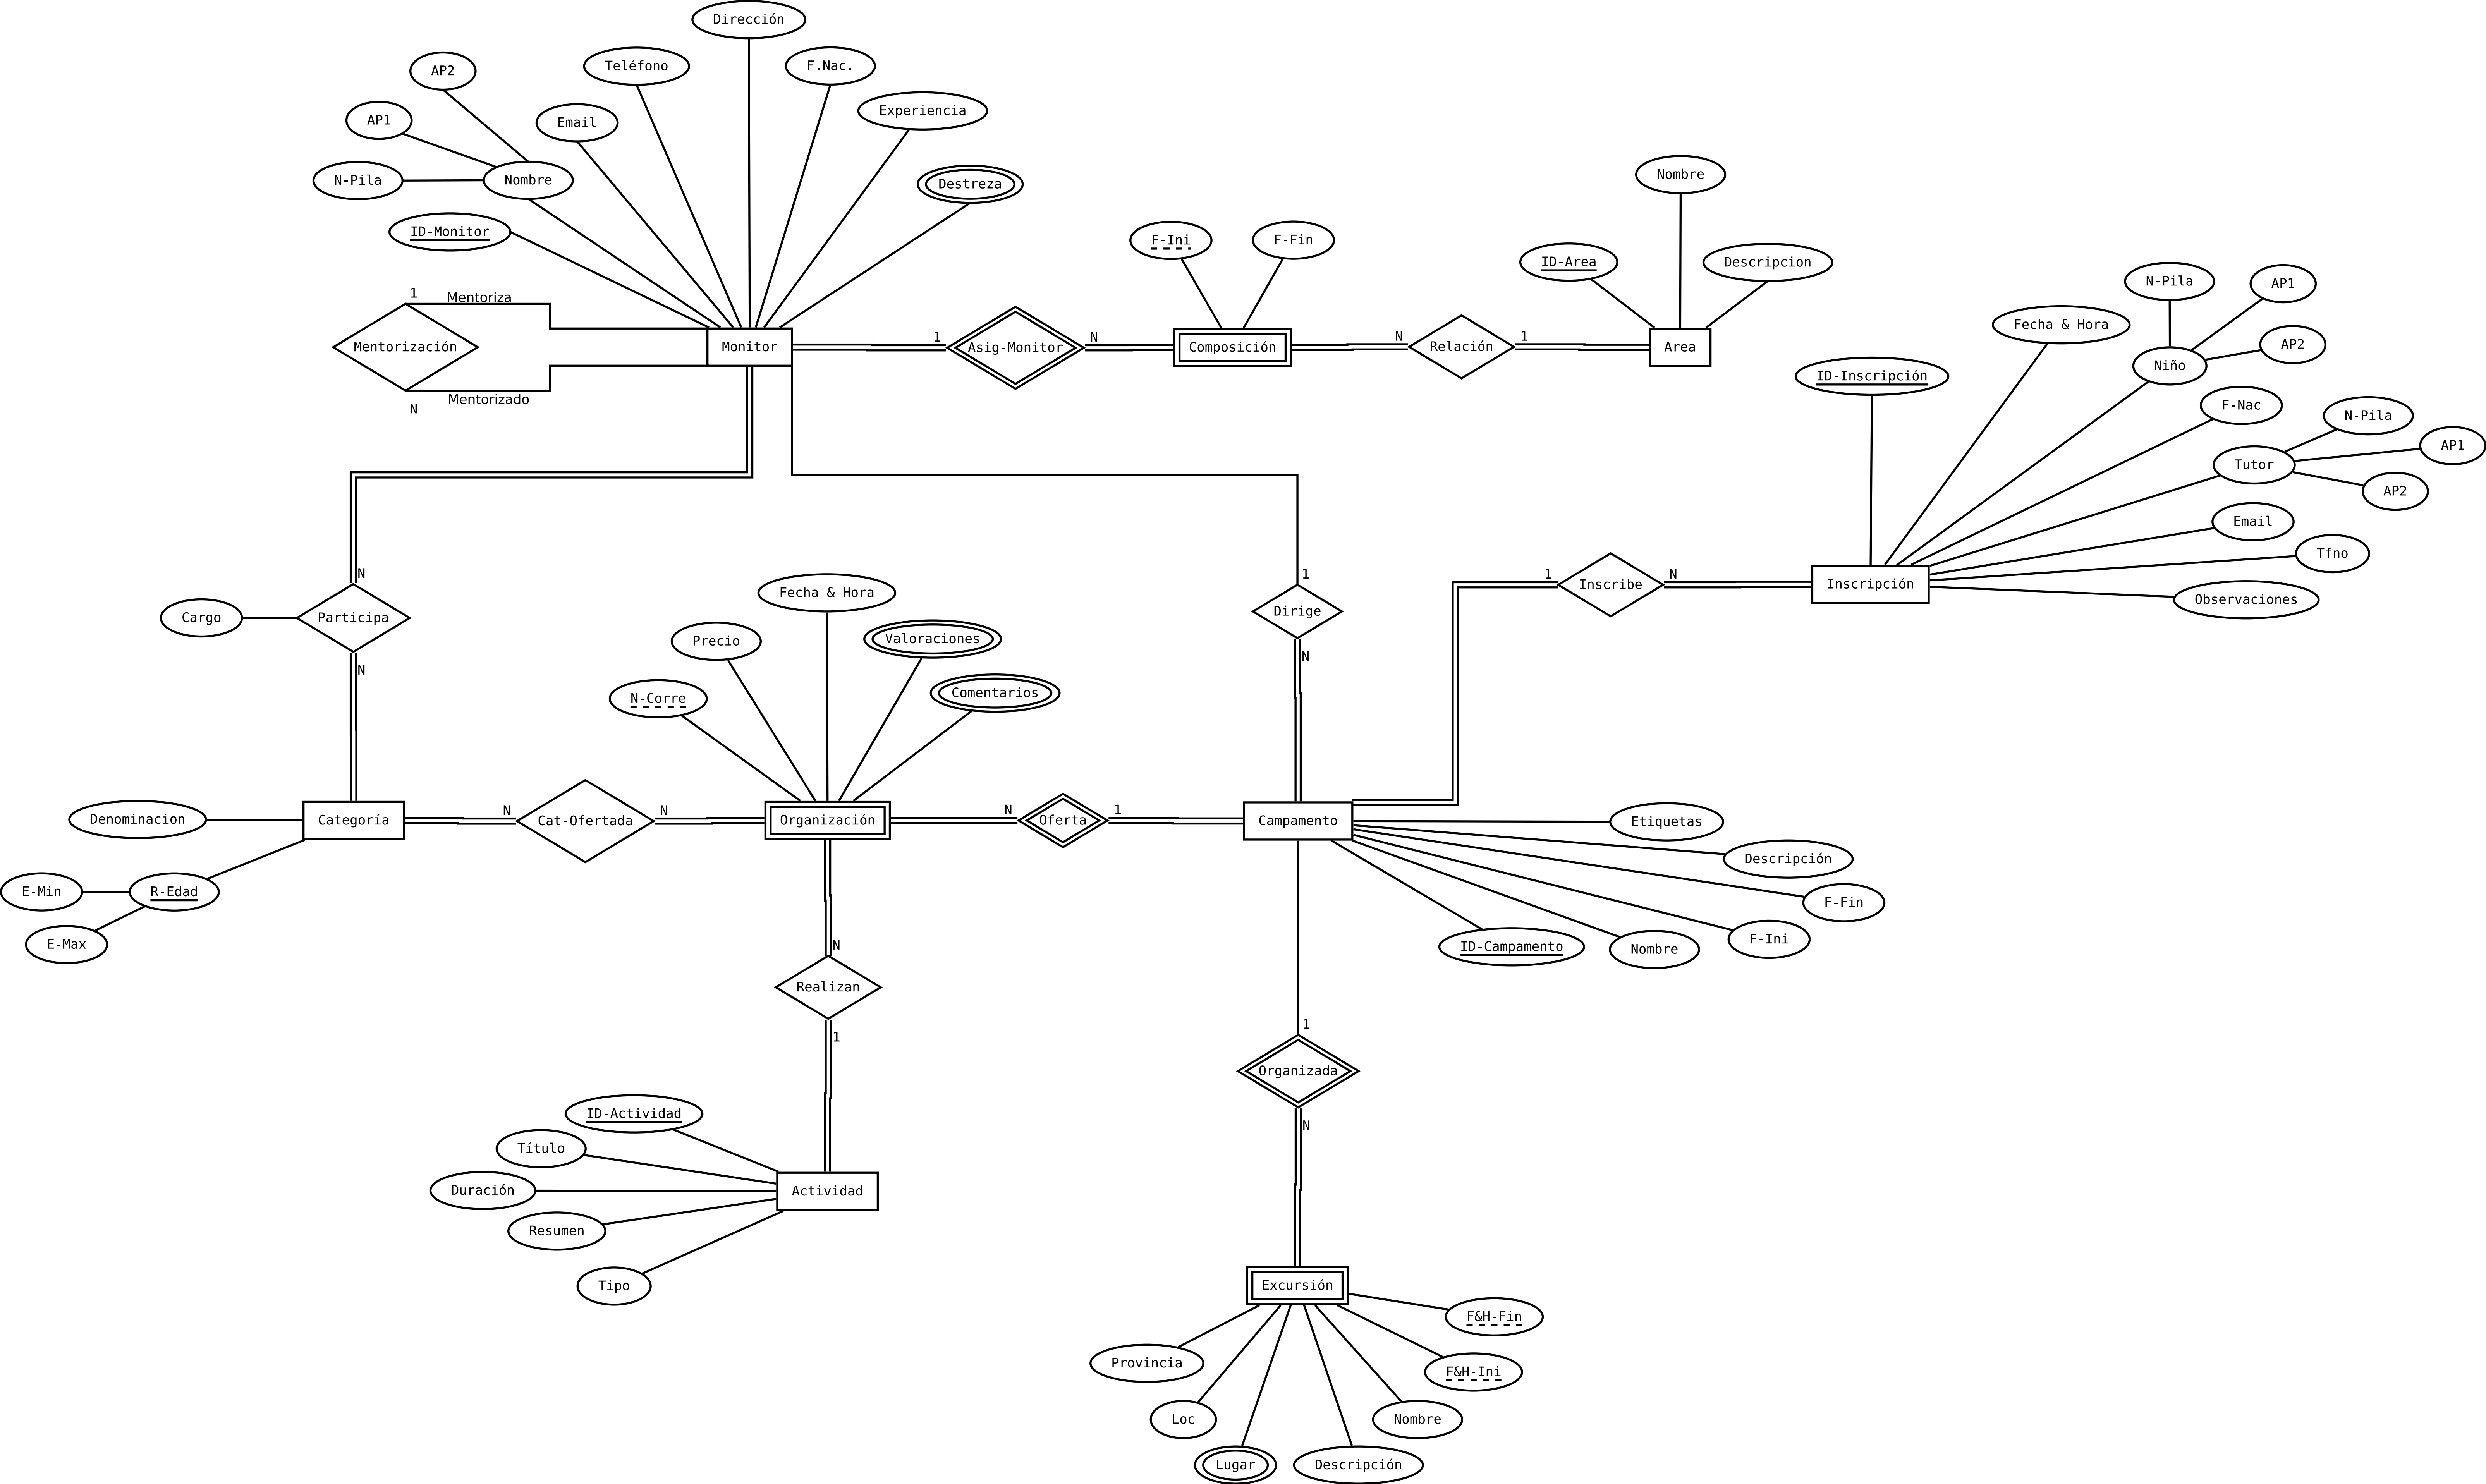 Dirección
AP2
Teléfono
F.Nac.
Experiencia
AP1
Email
N-Pila
Nombre
Destreza
ID-Monitor
1
Mentoriza
Mentorización
Monitor
Mentorizado
N
1
Asig-Monitor
N
F-Ini
F-Fin
Composición
N
Relación
1
Nombre
ID-Area
Descripcion
Area
N-Pila
AP1
Fecha & Hora
AP2
Niño
ID-Inscripción
F-Nac
N-Pila
AP1
Tutor
AP2
Email
Tfno
Observaciones
Inscripción
N
Inscribe
1
1
Dirige
N
N
Cargo
Participa
N
Fecha & Hora
Precio
Valoraciones
N-Corre
Comentarios
Denominacion
Categoría
N
Cat-Ofertada
N
Organización
N
Oferta
1
Campamento
E-Min
R-Edad
E-Max
Etiquetas
Descripción
F-Fin
F-Ini
ID-Campamento
Nombre
N
Realizan
1
ID-Actividad
Título
Duración
Actividad
Resumen
Tipo
1
Organizada
N
Excursión
F&H-Fin
Provincia
F&H-Ini
Loc
Nombre
Lugar
Descripción